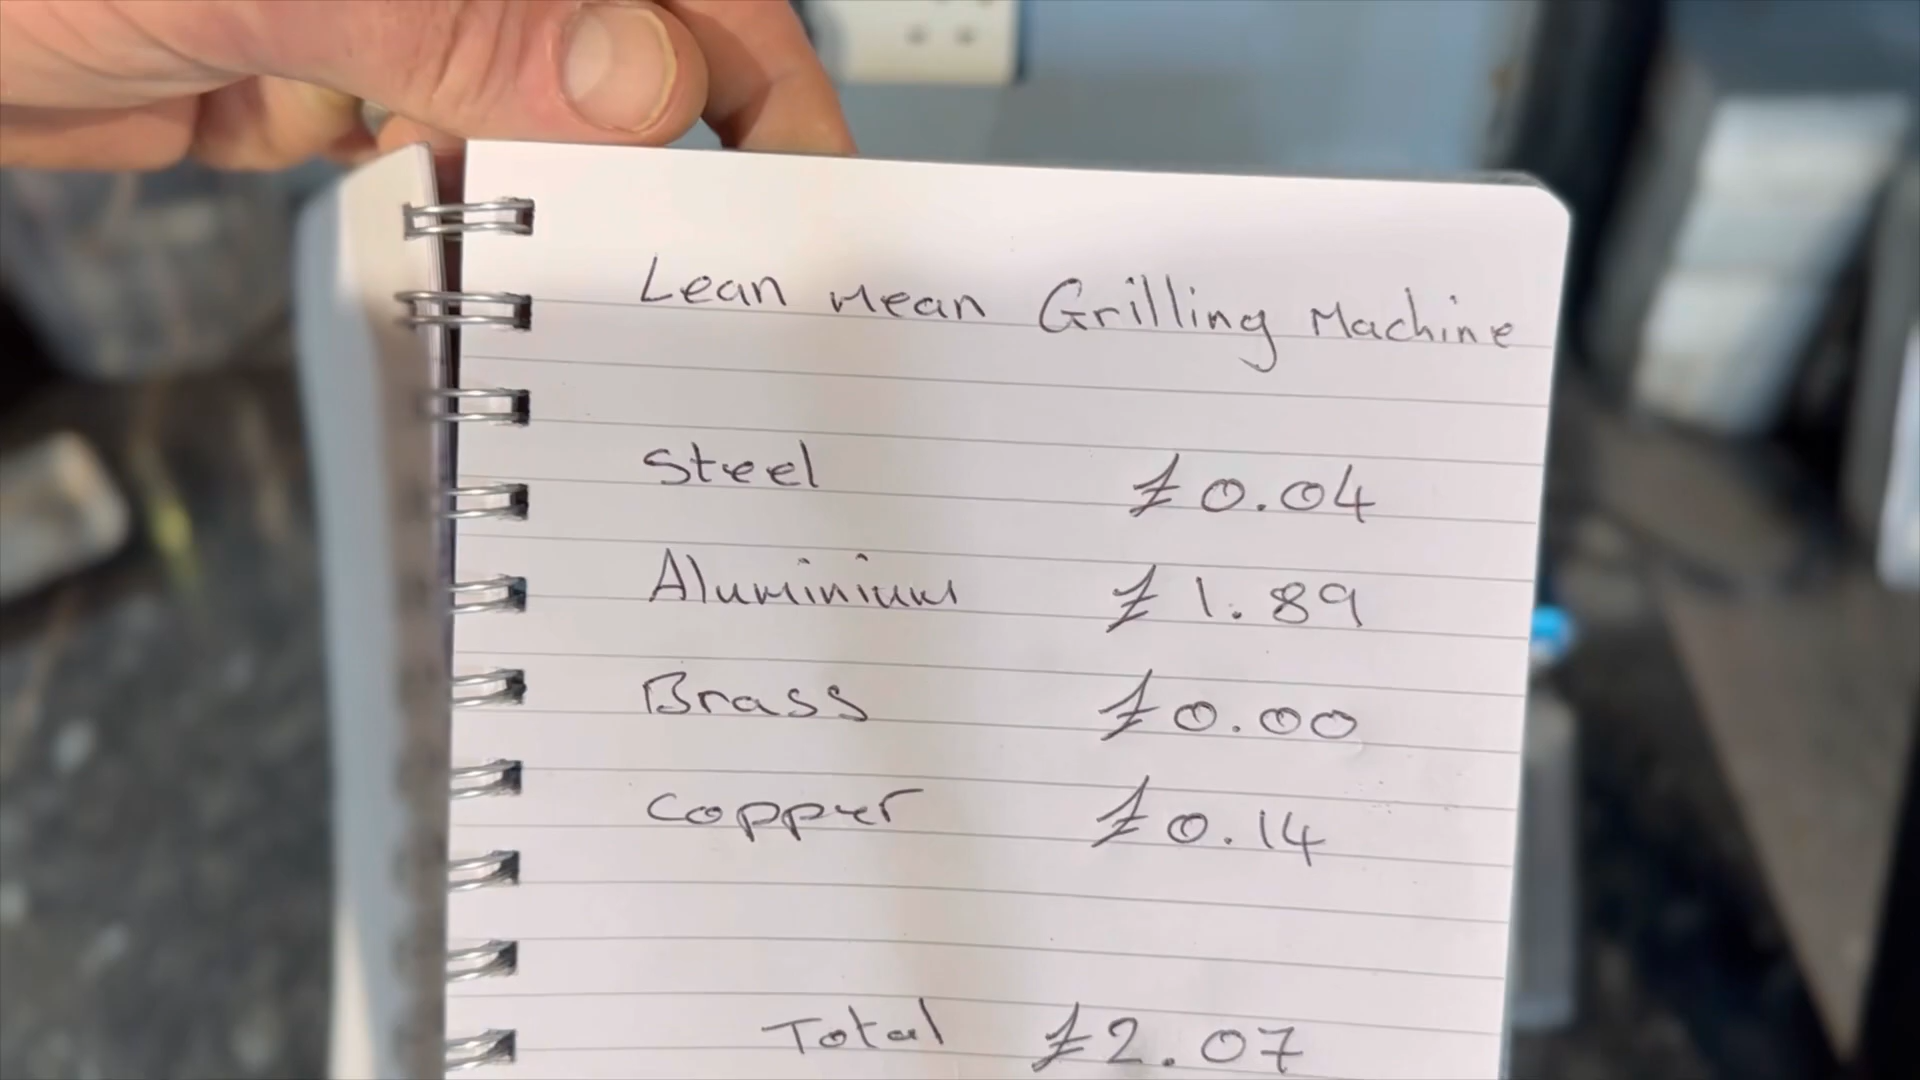 Lean mean Grilling Machine
Steel £0.04
Aluminium £1.89
Brass £0.00
Copper £0.14
Total £2.07